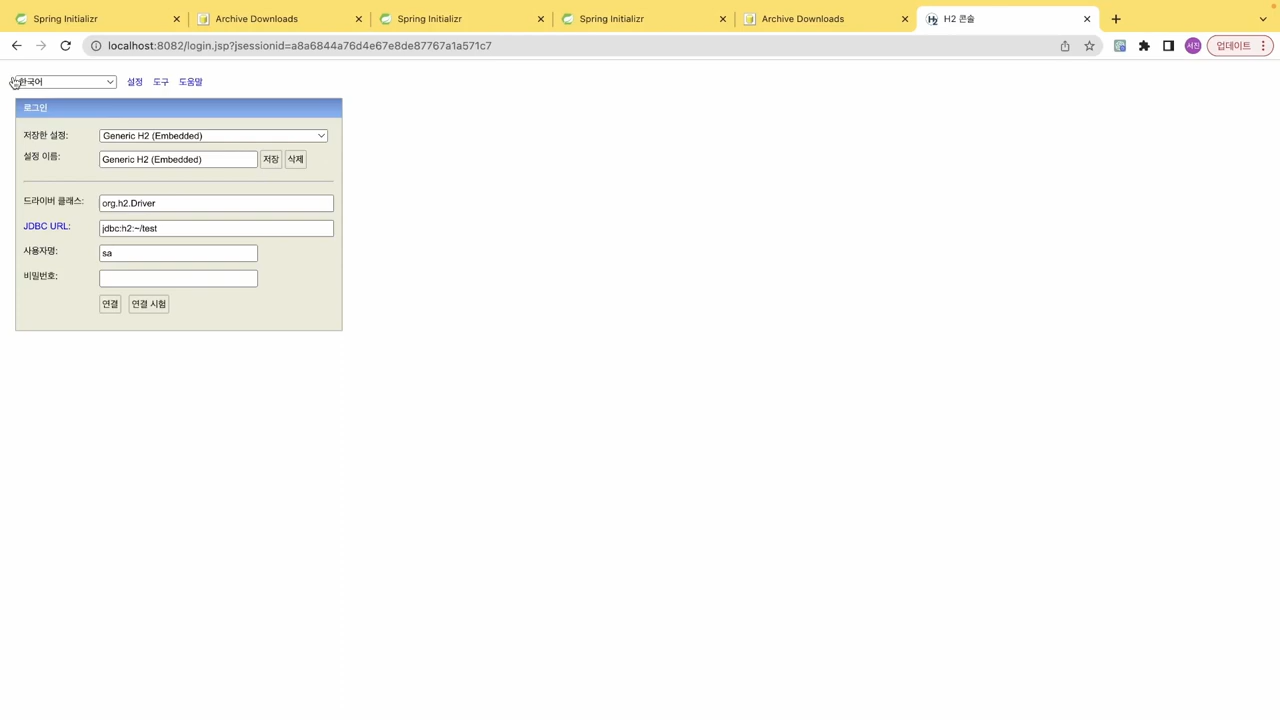 Spring Initializr
Archive Downloads
Spring Initializr
Spring Initializr
Archive Downloads
H2 콘솔
localhost:8082/login.jsp?jsessionid=a8a6844a76d4e67e8de87767a1a571c7
서진
업데이트
한국어
설정
도구
도움말
로그인
저장한 설정:
Generic H2 (Embedded)
설정 이름:
Generic H2 (Embedded)
저장
삭제
드라이버 클래스:
org.h2.Driver
JDBC URL:
jdbc:h2:~/test
사용자명:
sa
비밀번호:
연결
연결 시험